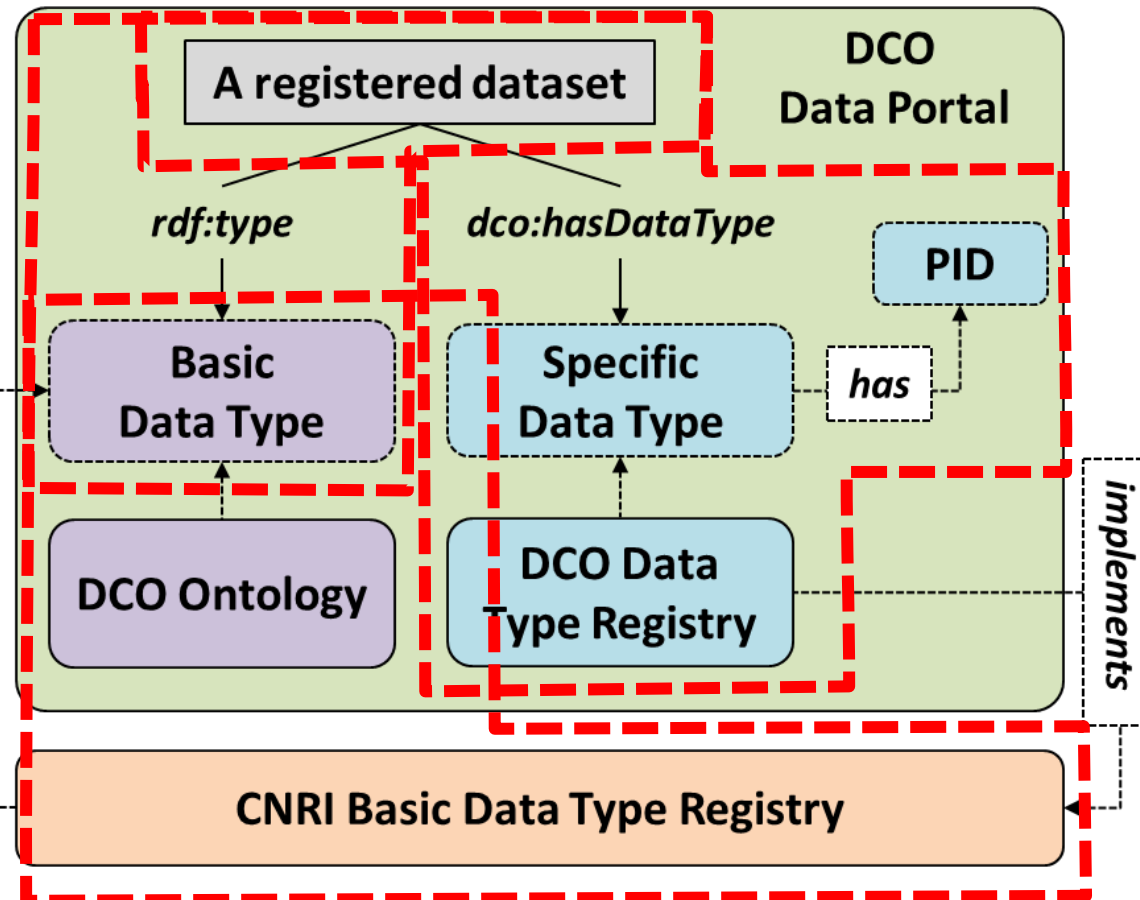 A registered dataset
DCO
Data Portal
rdf:type
dco:hasDataType
PID
Basic
Data Type
Specific
Data Type
has
DCO Ontology
DCO Data
Type Registry
implements
CNRI Basic Data Type Registry